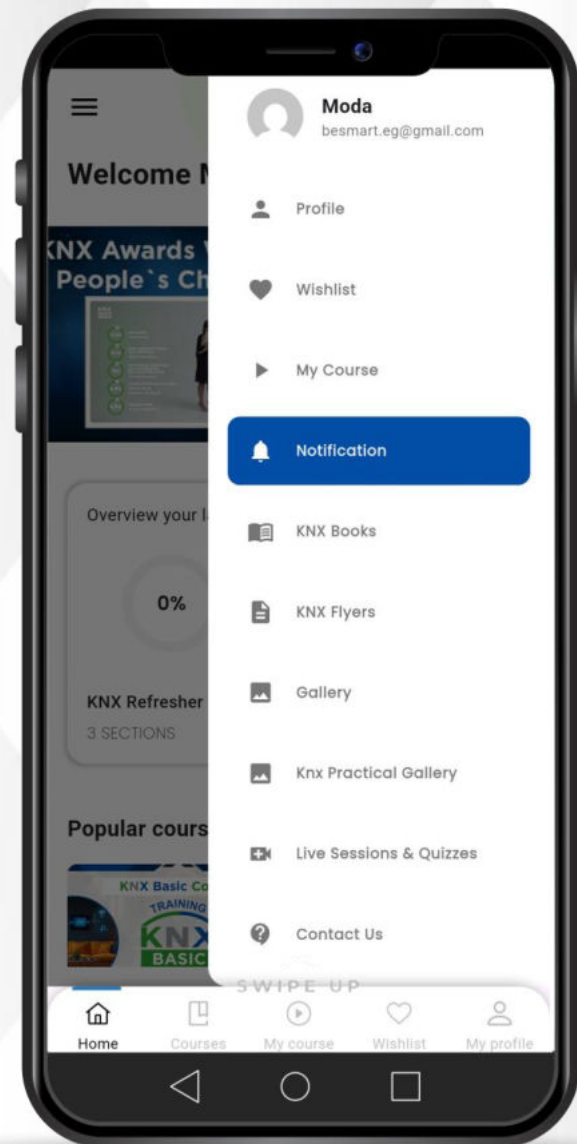 Moda
besmart.eg@gmail.com
Welcome M
KNX Awards
People`s Ch
Profile
Wishlist
My Course
Notification
Overview your l
0%
KNX Refresher
3 SECTIONS
KNX Books
KNX Flyers
Gallery
Knx Practical Gallery
Popular cours
KNX Basic Co
TRAINING
KNX
BASIC
Live Sessions & Quizzes
Contact Us
SWIPE UP
Home
Courses
My course
Wishlist
My profile